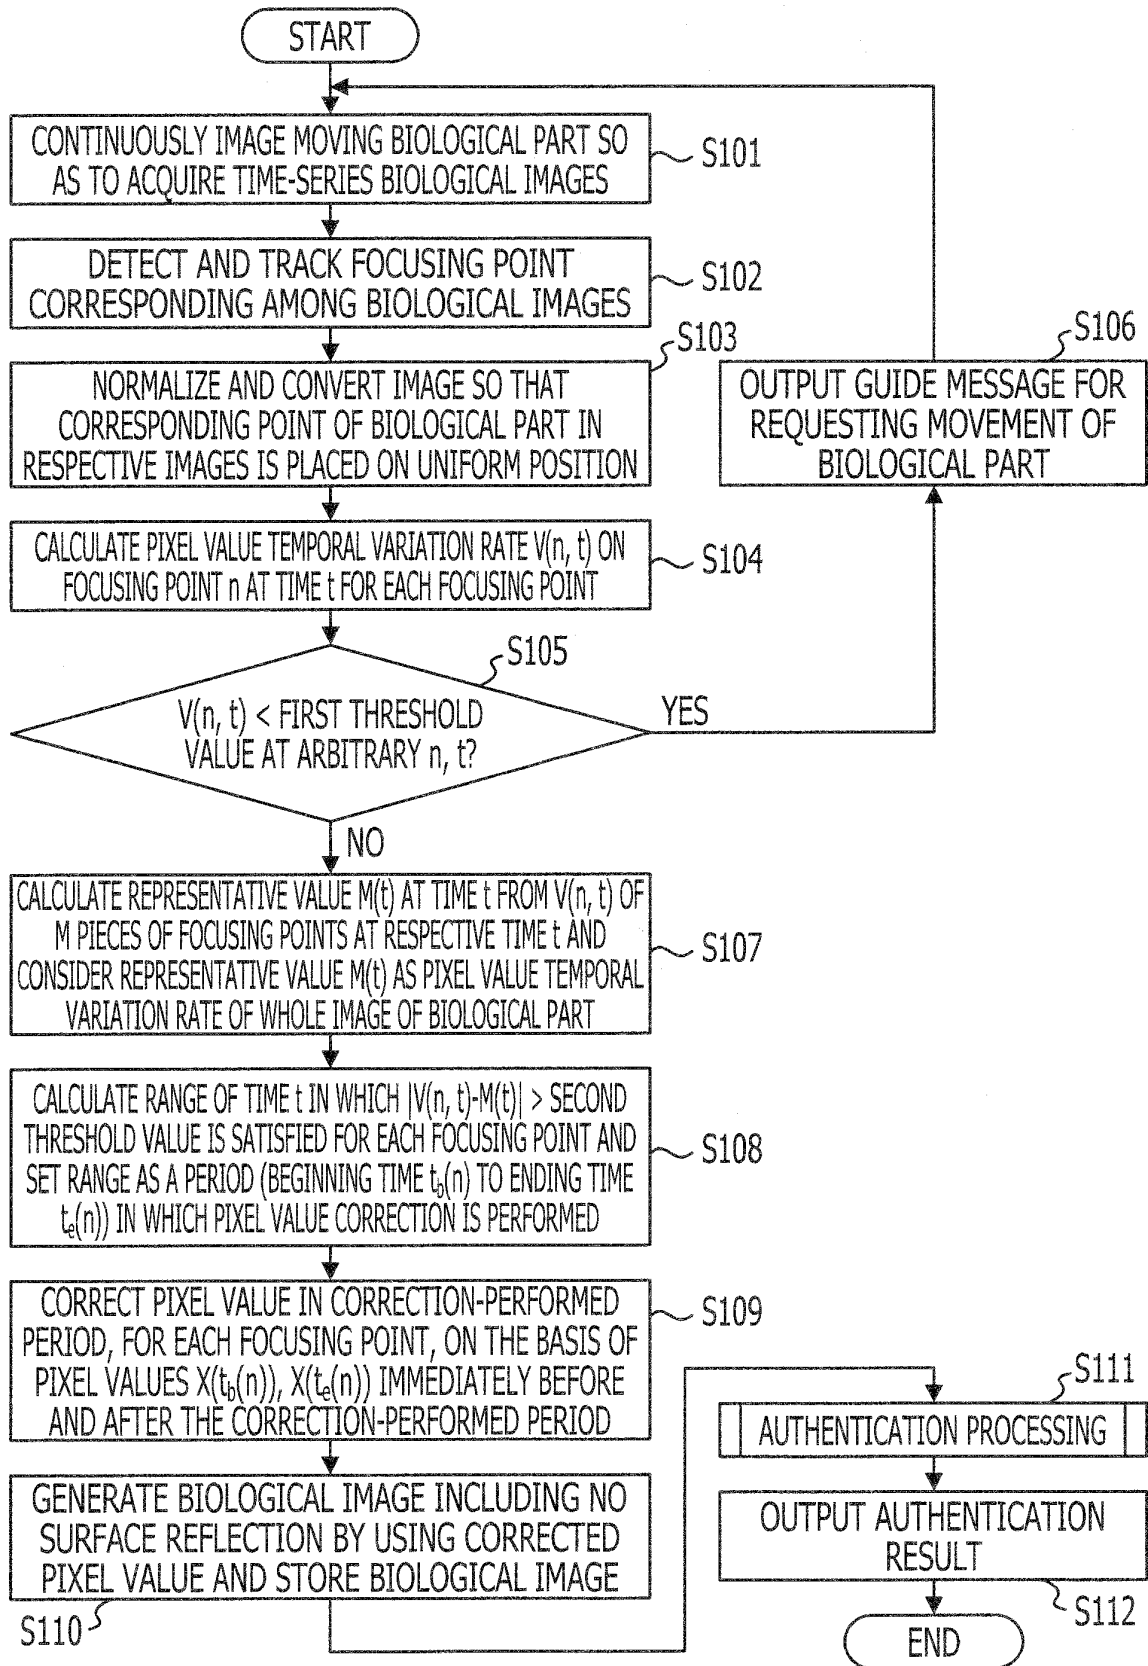 START
CONTINUOUSLY IMAGE MOVING BIOLOGICAL PART SO
AS TO ACQUIRE TIME-SERIES BIOLOGICAL IMAGES
S101
DETECT AND TRACK FOCUSING POINT
CORRESPONDING AMONG BIOLOGICAL IMAGES
S102
S103
NORMALIZE AND CONVERT IMAGE SO THAT
CORRESPONDING POINT OF BIOLOGICAL PART IN
RESPECTIVE IMAGES IS PLACED ON UNIFORM POSITION
S106
OUTPUT GUIDE MESSAGE FOR
REQUESTING MOVEMENT OF
BIOLOGICAL PART
CALCULATE PIXEL VALUE TEMPORAL VARIATION RATE V(n, t) ON
FOCUSING POINT n AT TIME t FOR EACH FOCUSING POINT
S104
S105
V(n, t) < FIRST THRESHOLD
VALUE AT ARBITRARY n, t?
YES
NO
CALCULATE REPRESENTATIVE VALUE M(t) AT TIME t FROM V(n, t) OF
M PIECES OF FOCUSING POINTS AT RESPECTIVE TIME t AND
CONSIDER REPRESENTATIVE VALUE M(t) AS PIXEL VALUE TEMPORAL
VARIATION RATE OF WHOLE IMAGE OF BIOLOGICAL PART
S107
CALCULATE RANGE OF TIME t IN WHICH |V(n, t)-M(t)| > SECOND
THRESHOLD VALUE IS SATISFIED FOR EACH FOCUSING POINT AND
SET RANGE AS A PERIOD (BEGINNING TIME t_b(n) TO ENDING TIME
t_e(n)) IN WHICH PIXEL VALUE CORRECTION IS PERFORMED
S108
CORRECT PIXEL VALUE IN CORRECTION-PERFORMED
PERIOD, FOR EACH FOCUSING POINT, ON THE BASIS OF
PIXEL VALUES X(t_b(n)), X(t_e(n)) IMMEDIATELY BEFORE
AND AFTER THE CORRECTION-PERFORMED PERIOD
S109
GENERATE BIOLOGICAL IMAGE INCLUDING NO
SURFACE REFLECTION BY USING CORRECTED
PIXEL VALUE AND STORE BIOLOGICAL IMAGE
S110
S111
AUTHENTICATION PROCESSING
OUTPUT AUTHENTICATION
RESULT
S112
END